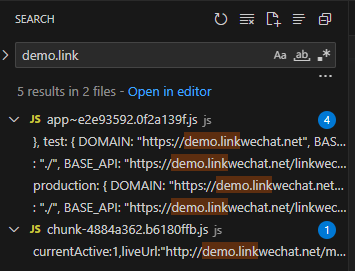 SEARCH
demo.link
Aa ab .*
5 results in 2 files - Open in editor
JS app~e2e93592.0f2a139f.js js 4
}, test: { DOMAIN: "https://demo.linkwechat.net", BAS...
: "./", BASE_API: "https://demo.linkwechat.net/linkwec...
production: { DOMAIN: "https://demo.linkwechat.net...
: "./", BASE_API: "https://demo.linkwechat.net/linkwec...
JS chunk-4884a362.b6180ffb.js js 1
currentActive:1,liveUrl:"http://demo.linkwechat.net/m...